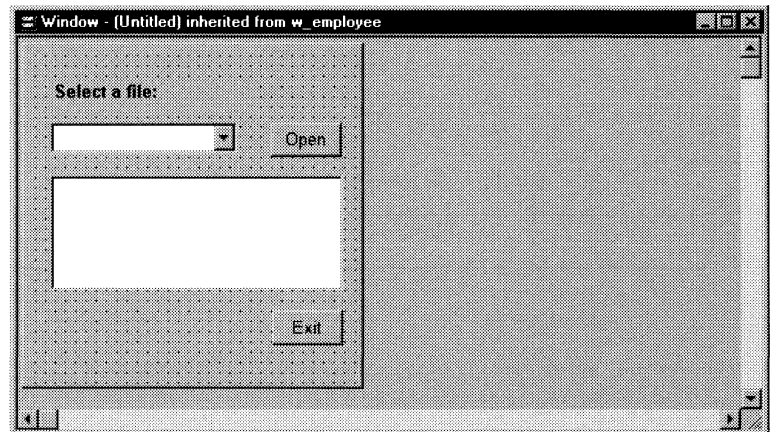 Window - (Untitled) inherited from w_employee
Select a file:
Open
Exit